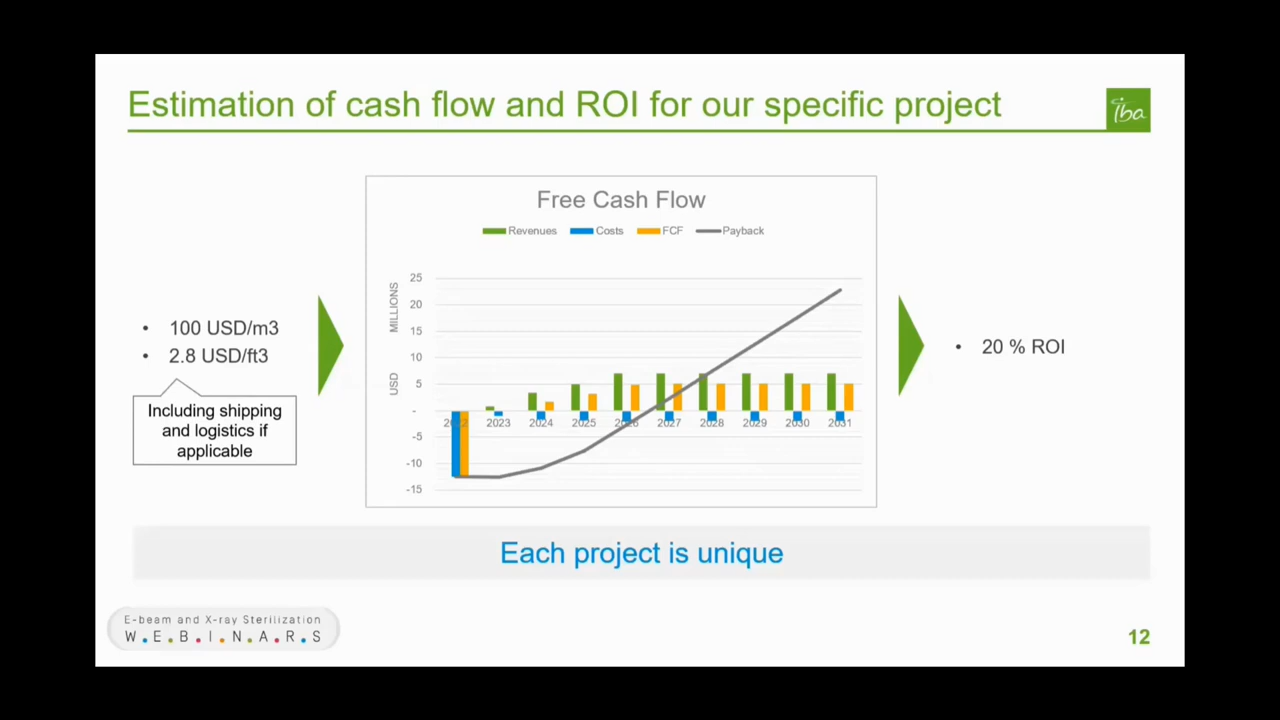 Estimation of cash flow and ROI for our specific project
iba
• 100 USD/m3
• 2.8 USD/ft3
Including shipping
and logistics if
applicable
Free Cash Flow
Revenues Costs FCF Payback
USD MILLIONS
25
20
15
10
5
-
-5
-10
-15
2022 2023 2024 2025 2026 2027 2028 2029 2030 2031
• 20 % ROI
Each project is unique
E-beam and X-ray Sterilization
W.E.B.I.N.A.R.S
12